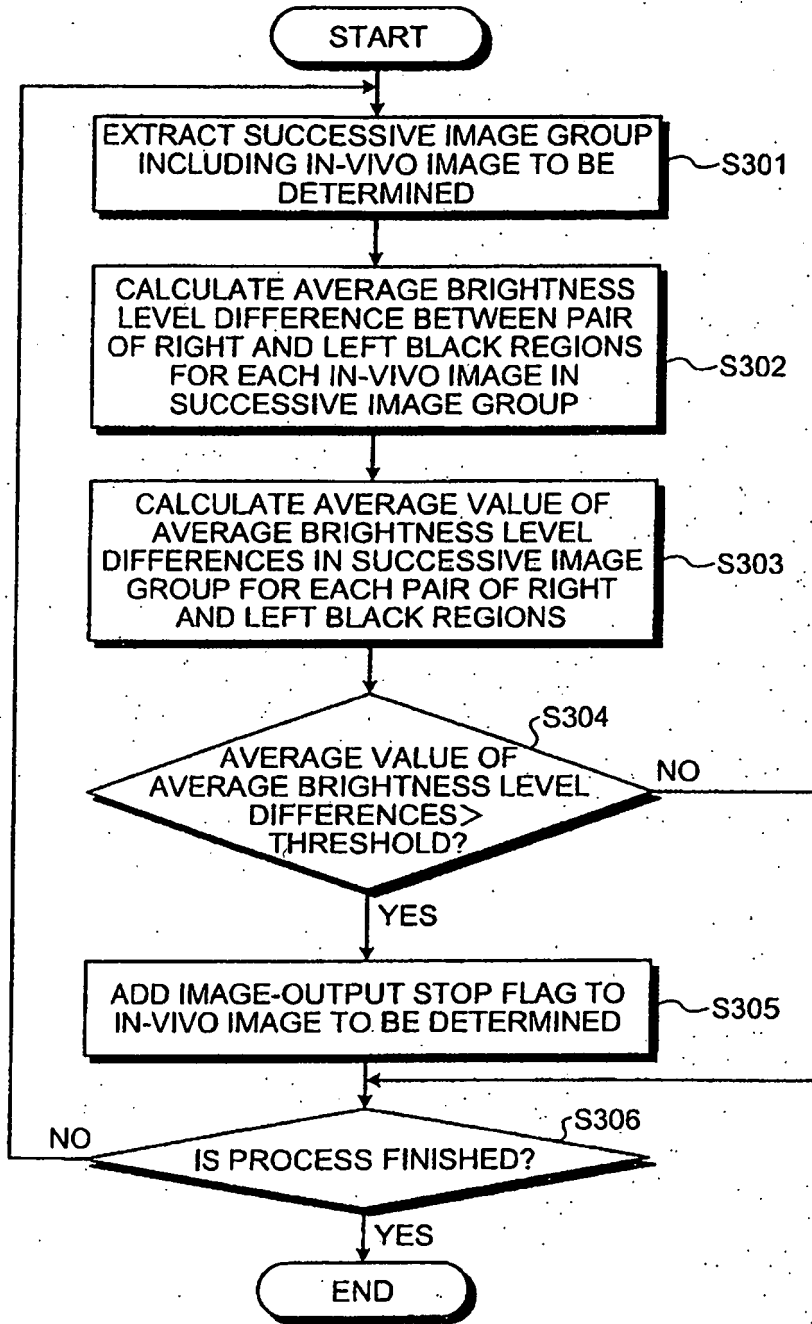 START
EXTRACT SUCCESSIVE IMAGE GROUP
INCLUDING IN-VIVO IMAGE TO BE
DETERMINED
S301
CALCULATE AVERAGE BRIGHTNESS
LEVEL DIFFERENCE BETWEEN PAIR
OF RIGHT AND LEFT BLACK REGIONS
FOR EACH IN-VIVO IMAGE IN
SUCCESSIVE IMAGE GROUP
S302
CALCULATE AVERAGE VALUE OF
AVERAGE BRIGHTNESS LEVEL
DIFFERENCES IN SUCCESSIVE IMAGE
GROUP FOR EACH PAIR OF RIGHT
AND LEFT BLACK REGIONS
S303
S304
AVERAGE VALUE OF
AVERAGE BRIGHTNESS LEVEL
DIFFERENCES>
THRESHOLD?
NO
YES
ADD IMAGE-OUTPUT STOP FLAG TO
IN-VIVO IMAGE TO BE DETERMINED
S305
S306
NO
IS PROCESS FINISHED?
YES
END